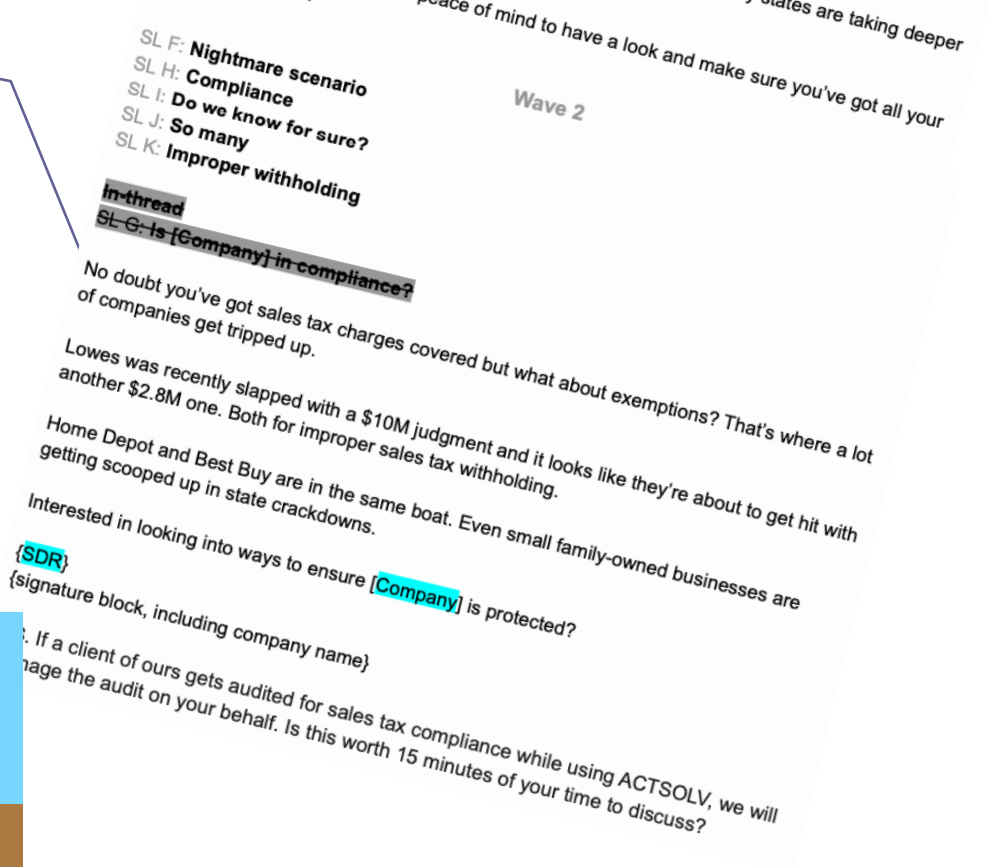 states are taking deeper
peace of mind to have a look and make sure you've got all your
SL F: Nightmare scenario
SL H: Compliance
SL I: Do we know for sure?
SL J: So many
SL K: Improper withholding
Wave 2
In-thread
SL G: Is [Company] in compliance?
No doubt you've got sales tax charges covered but what about exemptions? That's where a lot
of companies get tripped up.
Lowes was recently slapped with a $10M judgment and it looks like they're about to get hit with
another $2.8M one. Both for improper sales tax withholding.
Home Depot and Best Buy are in the same boat. Even small family-owned businesses are
getting scooped up in state crackdowns.
Interested in looking into ways to ensure [Company] is protected?
{SDR}
{signature block, including company name}
. If a client of ours gets audited for sales tax compliance while using ACTSOLV, we will
nage the audit on your behalf. Is this worth 15 minutes of your time to discuss?